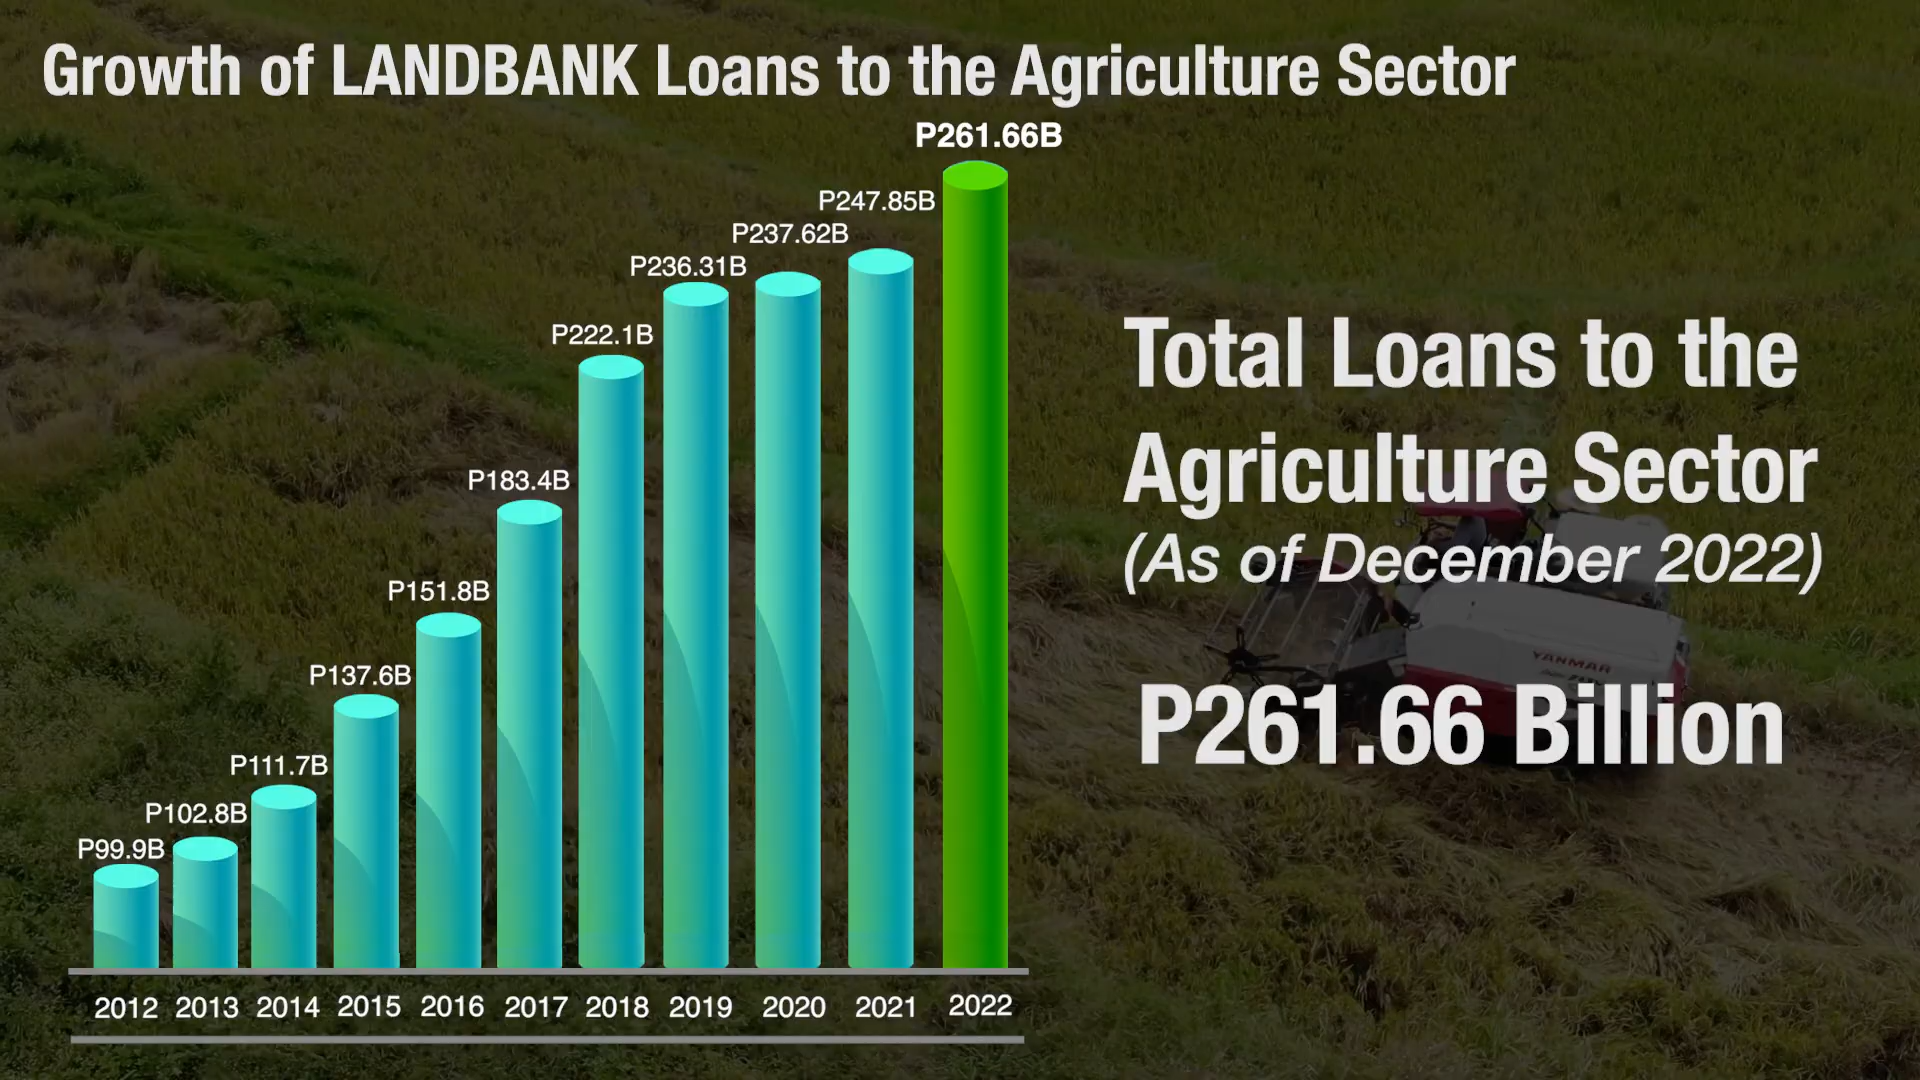 Growth of LANDBANK Loans to the Agriculture Sector
P261.66B
P247.85B
P237.62B
P236.31B
P222.1B
P183.4B
P151.8B
P137.6B
P111.7B
P102.8B
P99.9B
2012 2013 2014 2015 2016 2017 2018 2019 2020 2021 2022
Total Loans to the
Agriculture Sector
(As of December 2022)
P261.66 Billion
YANMAR